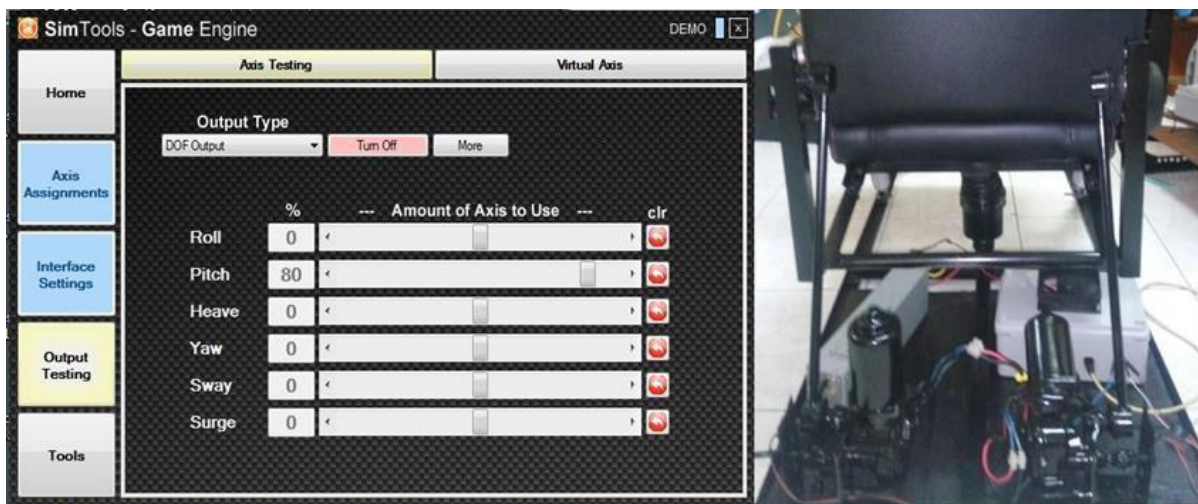 SimTools - Game Engine
DEMO
x
Home
Axis
Assignments
Interface
Settings
Output
Testing
Tools
Axis Testing
Virtual Axis
Output Type
DOF Output
Turn Off
More
% --- Amount of Axis to Use --- clr
Roll 0
Pitch 80
Heave 0
Yaw 0
Sway 0
Surge 0